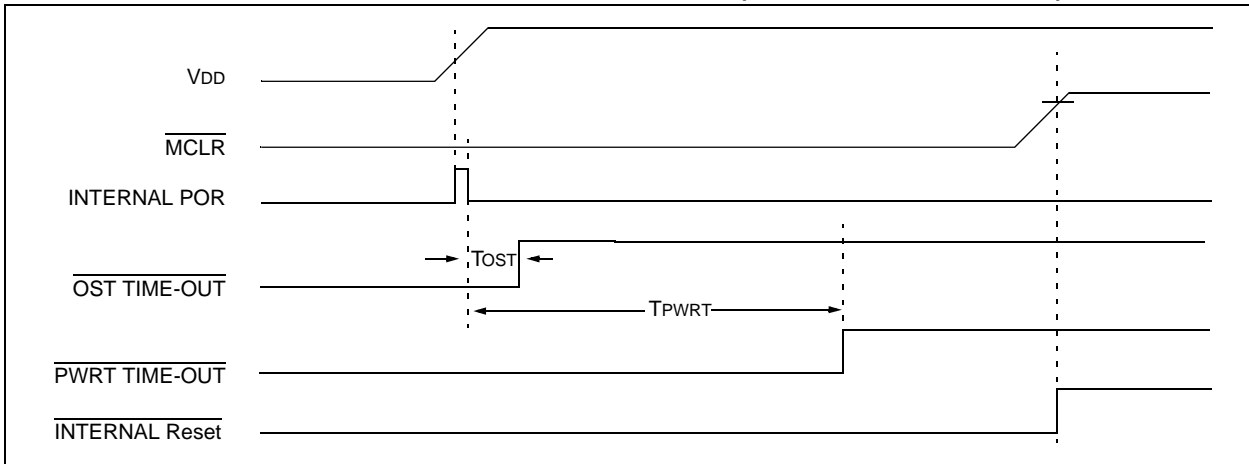 VDD
MCLR
INTERNAL POR
TOST
OST TIME-OUT
TPWRT
PWRT TIME-OUT
INTERNAL Reset